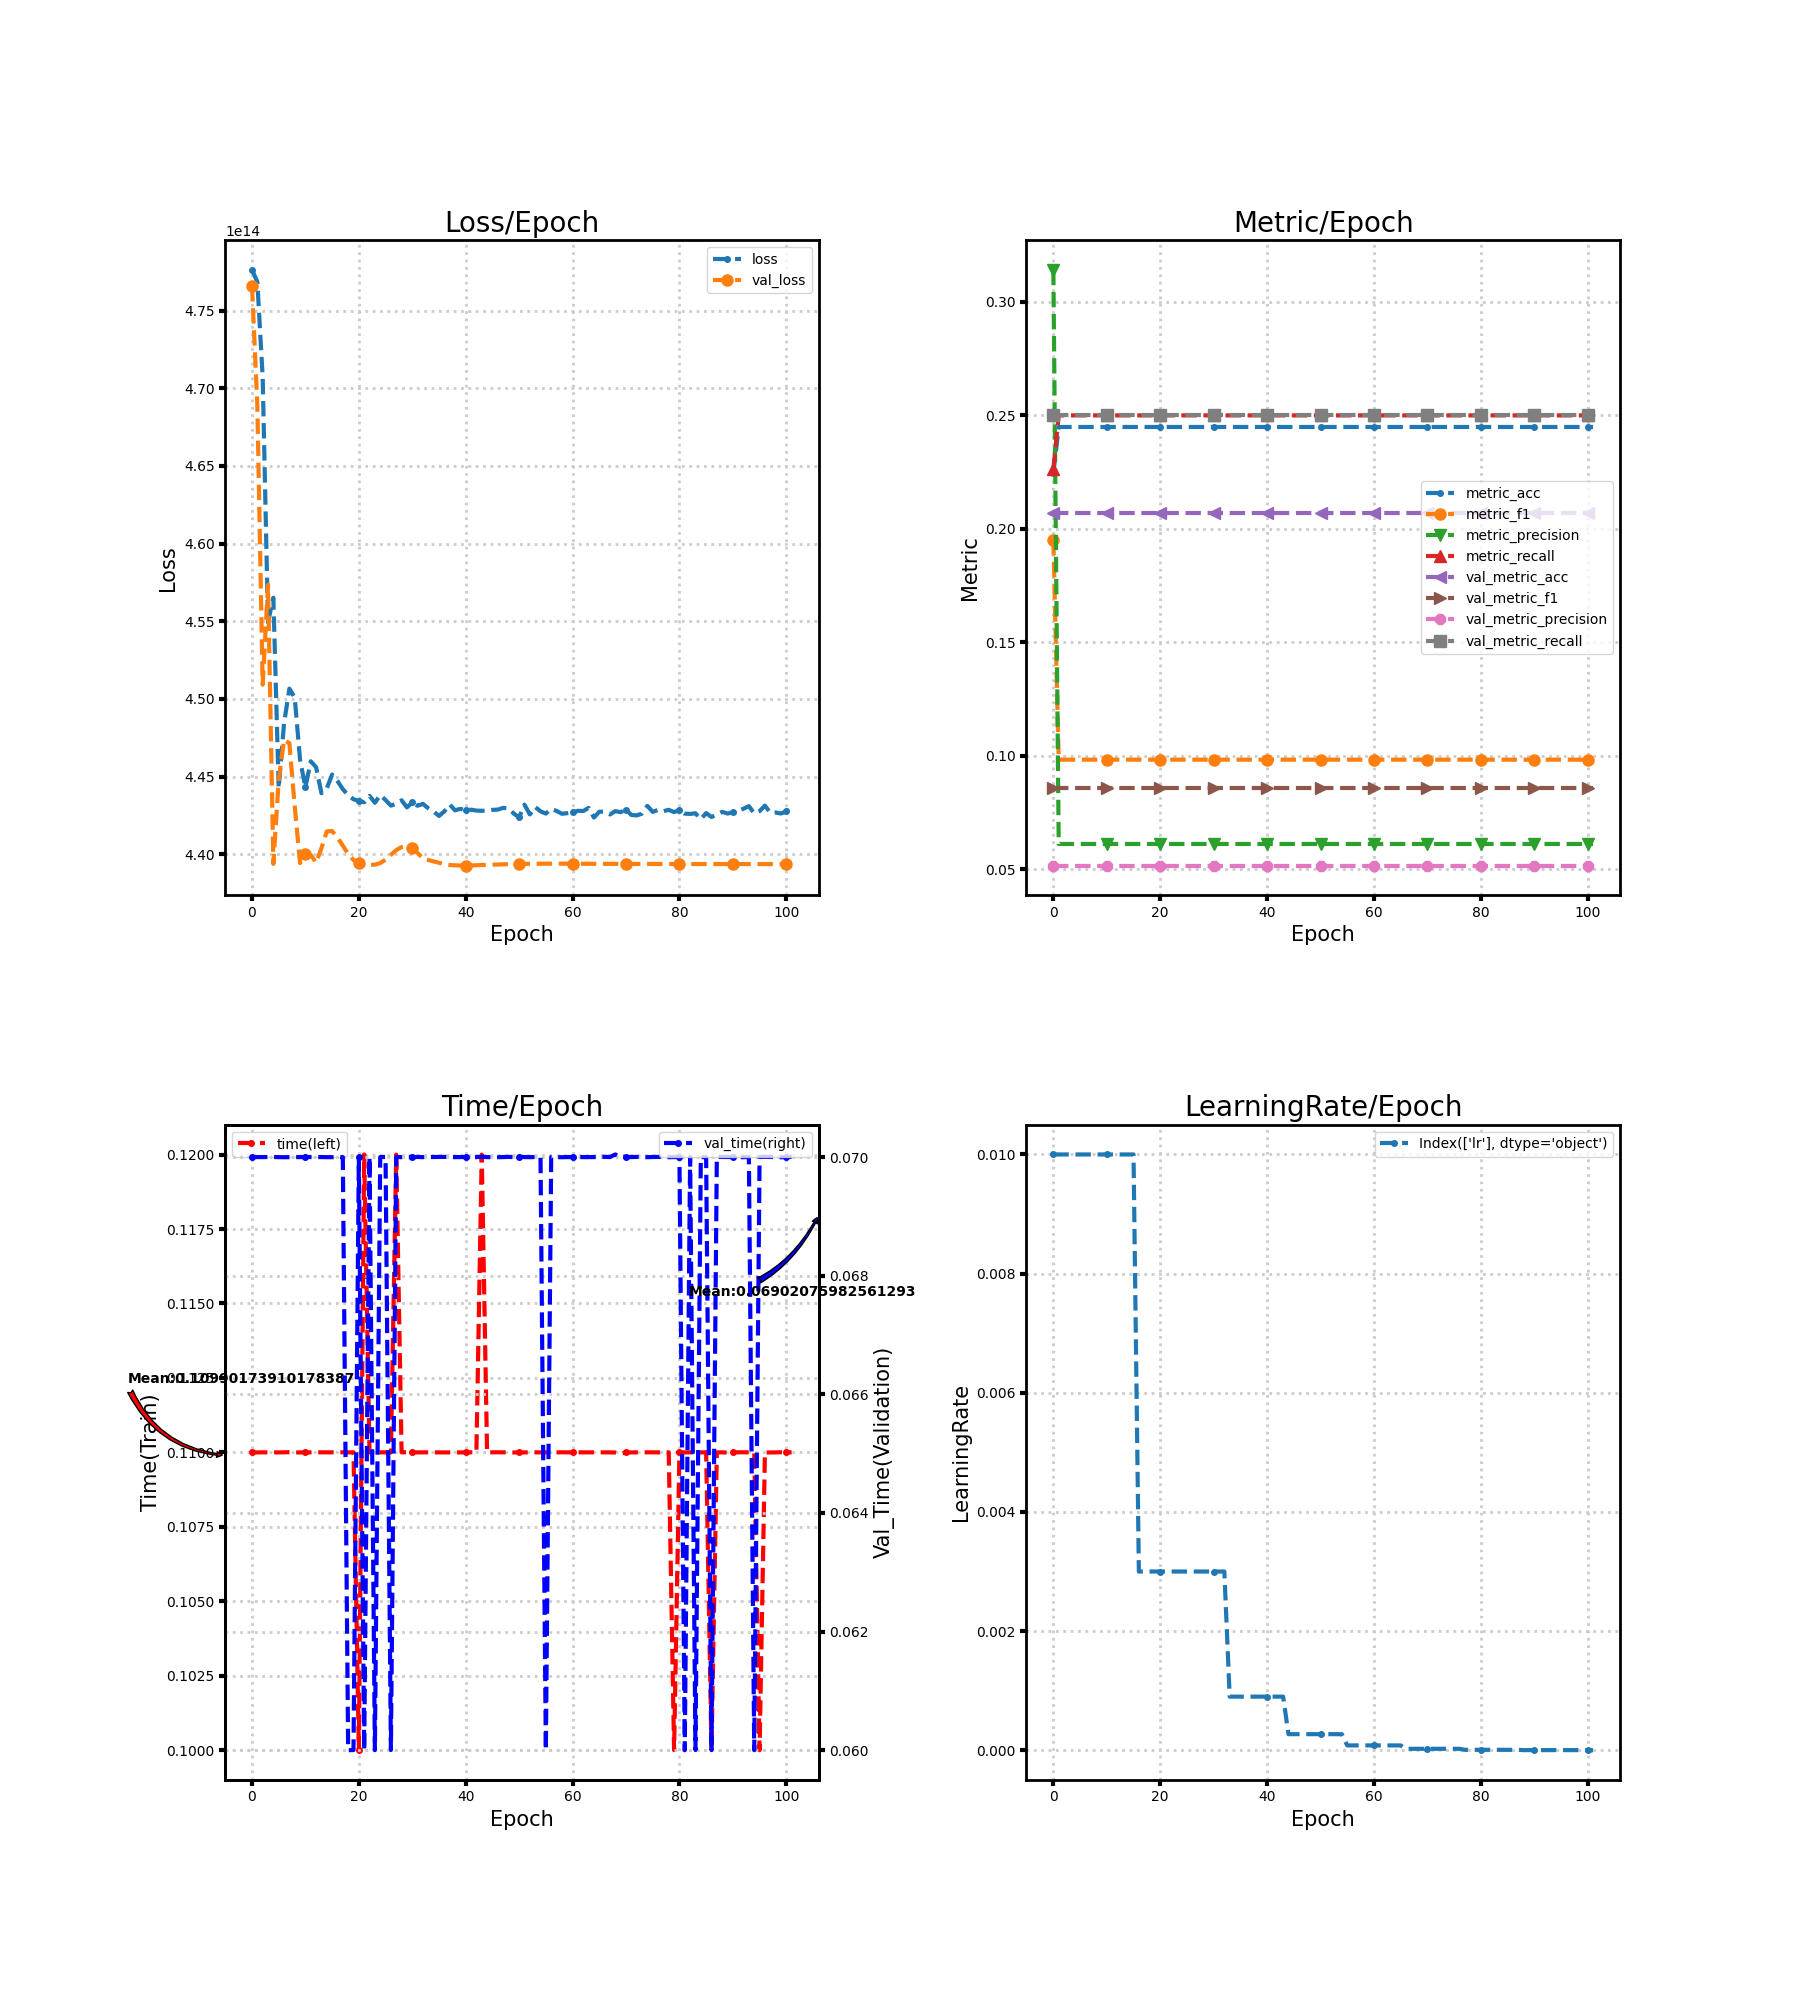 Loss/Epoch
1e14
loss
val_loss
4.75
4.70
4.65
4.60
4.55
4.50
4.45
4.40
Loss
0 20 40 60 80 100
Epoch
Metric/Epoch
0.30
0.25
0.20
0.15
0.10
0.05
Metric
metric_acc
metric_f1
metric_precision
metric_recall
val_metric_acc
val_metric_f1
val_metric_precision
val_metric_recall
0 20 40 60 80 100
Epoch
Time/Epoch
time(left)
val_time(right)
0.1200
0.1175
0.1150
0.1125
0.1100
0.1075
0.1050
0.1025
0.1000
Time(Train)
0.070
0.068
0.066
0.064
0.062
0.060
Val_Time(Validation)
Mean:0.06902075982561293
0 20 40 60 80 100
Epoch
LearningRate/Epoch
Index(['lr'], dtype='object')
0.010
0.008
0.006
0.004
0.002
0.000
LearningRate
0 20 40 60 80 100
Epoch